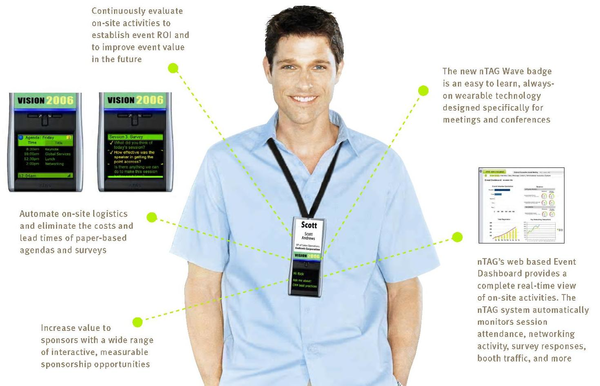 Continuously evaluate
on-site activities to
establish event ROI and
to improve event value
in the future
The new nTAG Wave badge
is an easy to learn, always-
on wearable technology
designed specifically for
meetings and conferences
VISION 2006
VISION 2006
Session 3 Survey
Automate on-site logistics
and eliminate the costs and
lead times of paper-based
agendas and surveys
Scott
Scott
Andrews
VISION 2006
nTAG's web based Event
Dashboard provides a
complete real-time view
of on-site activities. The
nTAG system automatically
monitors session
attendance, networking
activity, survey responses,
booth traffic, and more
Increase value to
sponsors with a wide range
of interactive, measurable
sponsorship opportunities